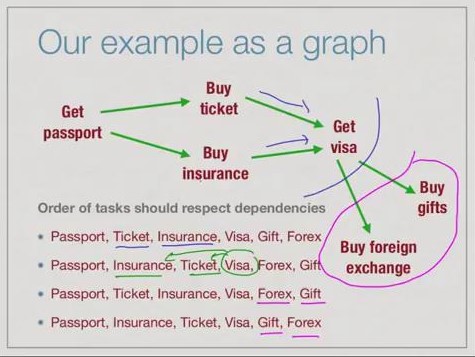 Our example as a graph
Buy
ticket
Get
passport
Get
visa
Buy
insurance
Buy
gifts
Order of tasks should respect dependencies
Buy foreign
exchange
• Passport, Ticket, Insurance, Visa, Gift, Forex
• Passport, Insurance, Ticket, Visa, Forex, Gift
• Passport, Ticket, Insurance, Visa, Forex, Gift
• Passport, Insurance, Ticket, Visa, Gift, Forex